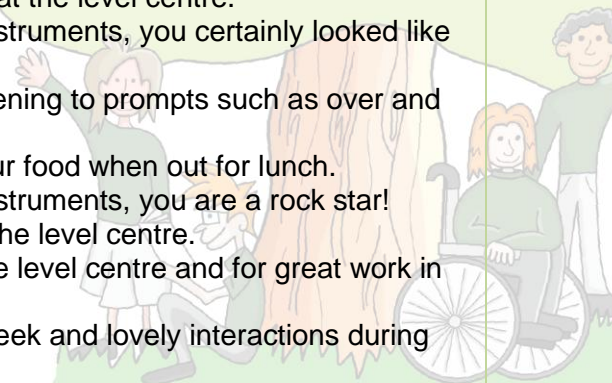 at the level centre.
struments, you certainly looked like
ening to prompts such as over and
ur food when out for lunch.
struments, you are a rock star!
he level centre.
e level centre and for great work in
eek and lovely interactions during